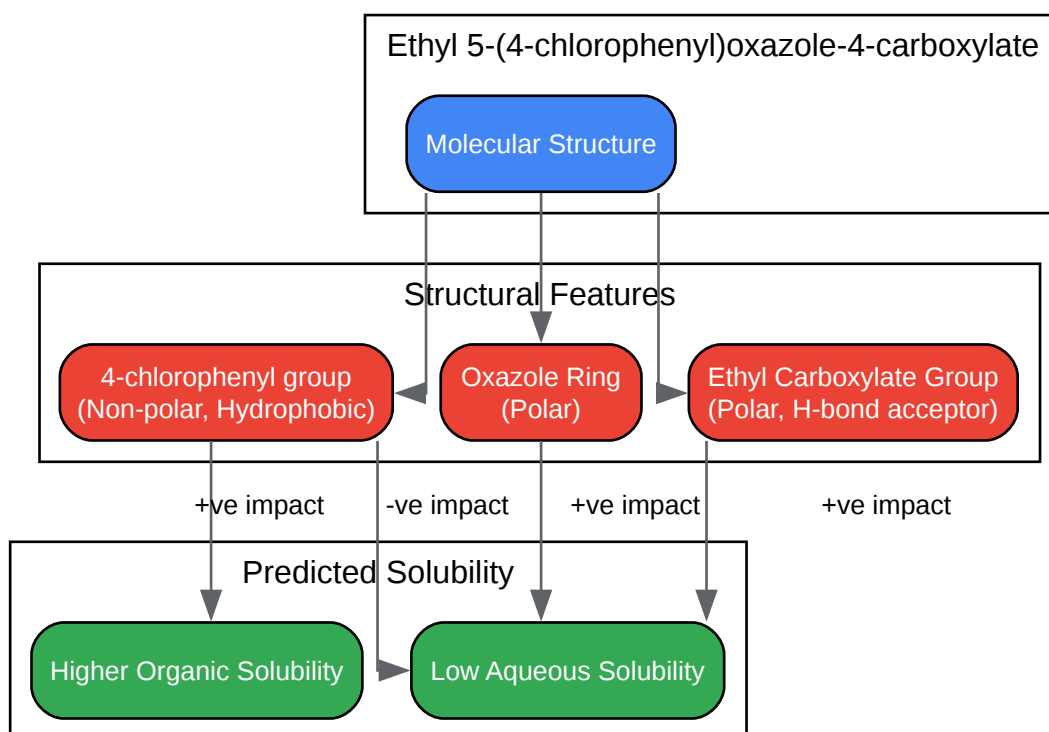 Ethyl 5-(4-chlorophenyl)oxazole-4-carboxylate
Molecular Structure
Structural Features
4-chlorophenyl group
(Non-polar, Hydrophobic)
Oxazole Ring
(Polar)
Ethyl Carboxylate Group
(Polar, H-bond acceptor)
+ve impact
-ve impact
+ve impact
+ve impact
Predicted Solubility
Higher Organic Solubility
Low Aqueous Solubility